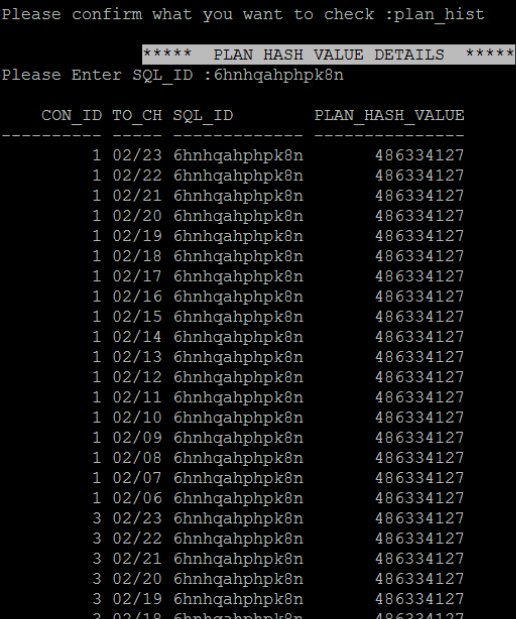 Please confirm what you want to check :plan_hist
***** PLAN HASH VALUE DETAILS *****
Please Enter SQL_ID :6hnhqahphpk8n
CON_ID TO_CH SQL_ID PLAN_HASH_VALUE
---------- ----- ------------- ---------------
1 02/23 6hnhqahphpk8n 486334127
1 02/22 6hnhqahphpk8n 486334127
1 02/21 6hnhqahphpk8n 486334127
1 02/20 6hnhqahphpk8n 486334127
1 02/19 6hnhqahphpk8n 486334127
1 02/18 6hnhqahphpk8n 486334127
1 02/17 6hnhqahphpk8n 486334127
1 02/16 6hnhqahphpk8n 486334127
1 02/15 6hnhqahphpk8n 486334127
1 02/14 6hnhqahphpk8n 486334127
1 02/13 6hnhqahphpk8n 486334127
1 02/12 6hnhqahphpk8n 486334127
1 02/11 6hnhqahphpk8n 486334127
1 02/10 6hnhqahphpk8n 486334127
1 02/09 6hnhqahphpk8n 486334127
1 02/08 6hnhqahphpk8n 486334127
1 02/07 6hnhqahphpk8n 486334127
1 02/06 6hnhqahphpk8n 486334127
3 02/23 6hnhqahphpk8n 486334127
3 02/22 6hnhqahphpk8n 486334127
3 02/21 6hnhqahphpk8n 486334127
3 02/20 6hnhqahphpk8n 486334127
3 02/19 6hnhqahphpk8n 486334127
3 02/18 6hnhqahphpk8n 486334127